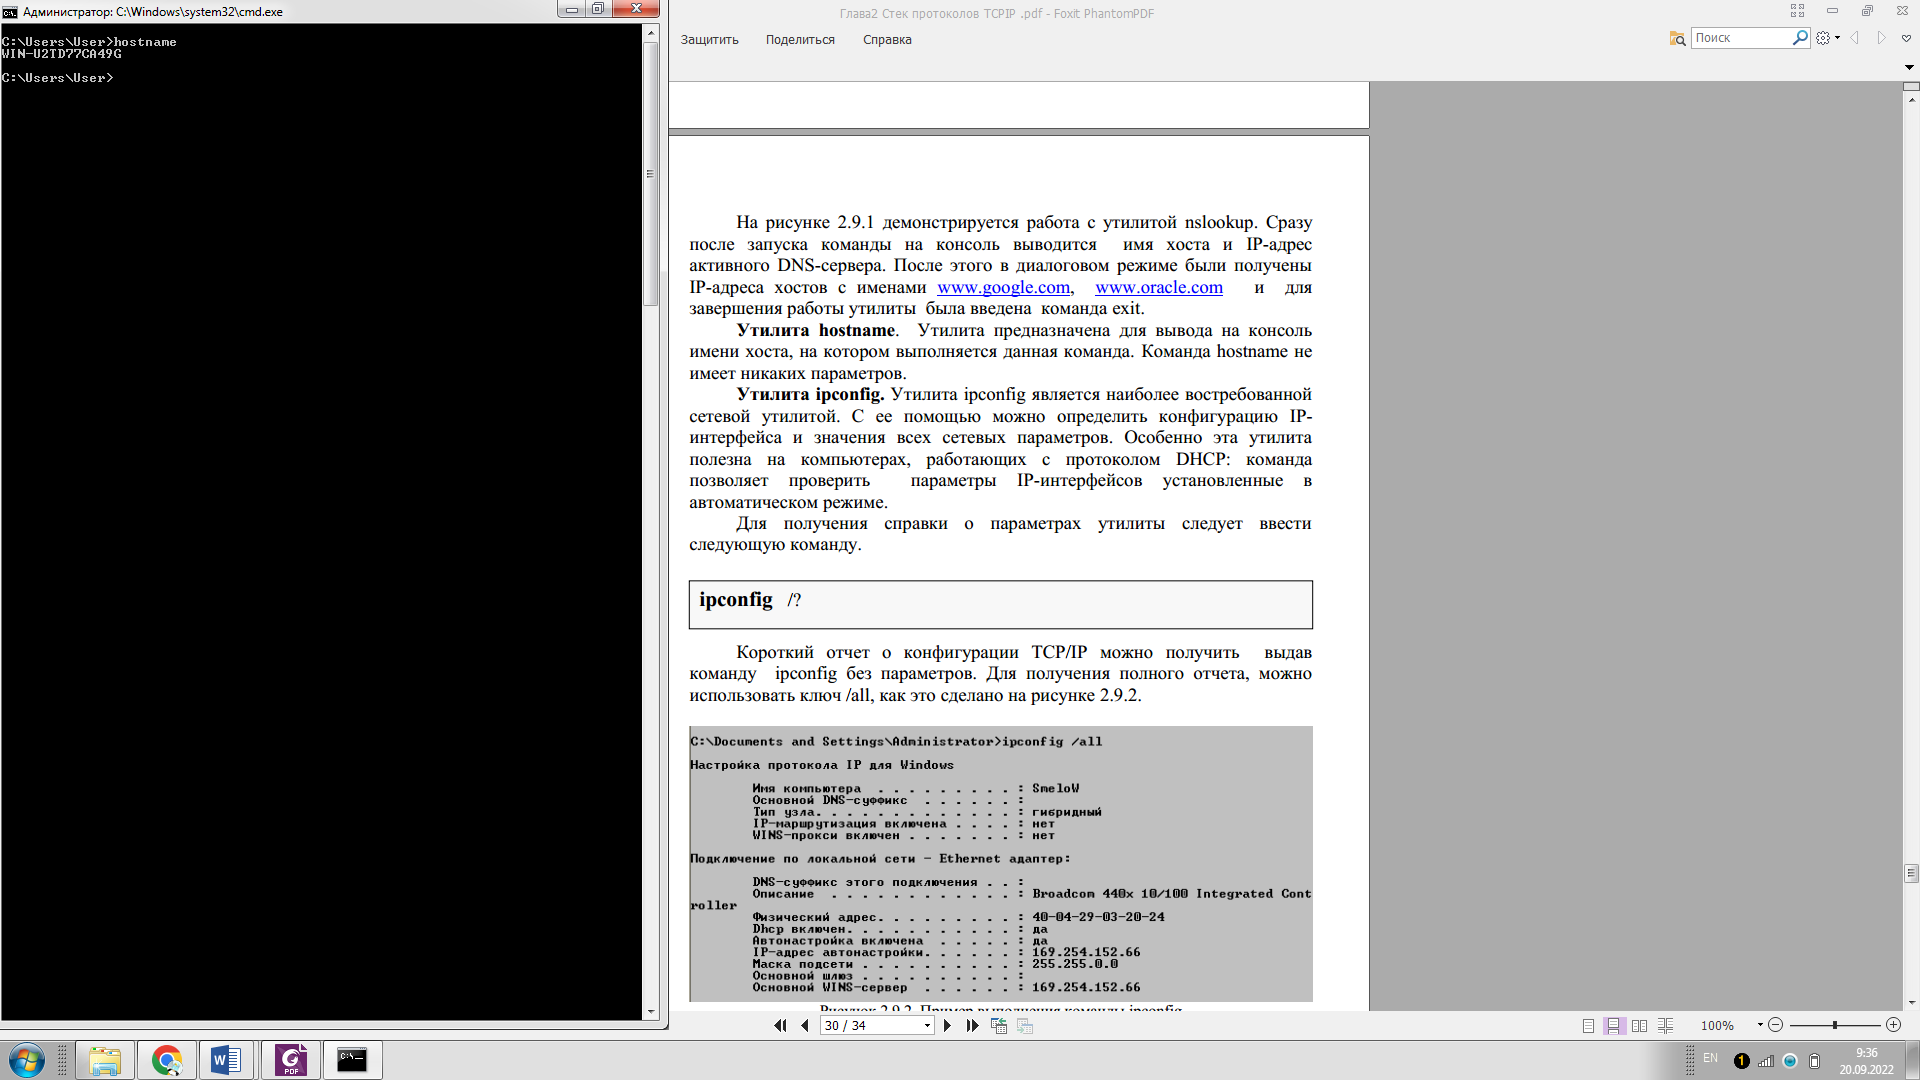 Администратор: C:\Windows\system32\cmd.exe
C:\Users\User>hostname
WIN-U2TD77CA49G
C:\Users\User>
Глава2 Стек протоколов TCPIP .pdf - Foxit PhantomPDF
Защитить Поделиться Справка
Поиск
На рисунке 2.9.1 демонстрируется работа с утилитой nslookup. Сразу
после запуска команды на консоль выводится имя хоста и IP-адрес
активного DNS-сервера. После этого в диалоговом режиме были получены
IP-адреса хостов с именами www.google.com, www.oracle.com и для
завершения работы утилиты была введена команда exit.
Утилита hostname. Утилита предназначена для вывода на консоль
имени хоста, на котором выполняется данная команда. Команда hostname не
имеет никаких параметров.
Утилита ipconfig. Утилита ipconfig является наиболее востребованной
сетевой утилитой. С ее помощью можно определить конфигурацию IP-
интерфейса и значения всех сетевых параметров. Особенно эта утилита
полезна на компьютерах, работающих с протоколом DHCP: команда
позволяет проверить параметры IP-интерфейсов установленные в
автоматическом режиме.
Для получения справки о параметрах утилиты следует ввести
следующую команду.
ipconfig /?
Короткий отчет о конфигурации TCP/IP можно получить выдав
команду ipconfig без параметров. Для получения полного отчета, можно
использовать ключ /all, как это сделано на рисунке 2.9.2.
C:\Documents and Settings\Administrator>ipconfig /all
Настройка протокола IP для Windows
Имя компьютера . . . . . . . . . : SmeloW
Основной DNS-суффикс . . . . . . :
Тип узла. . . . . . . . . . . . . : гибридный
IP-маршрутизация включена . . . . : нет
WINS-прокси включен . . . . . . . : нет
Подключение по локальной сети - Ethernet адаптер:
DNS-суффикс этого подключения . . :
Описание . . . . . . . . . . . . : Broadcom 440x 10/100 Integrated Cont
roller
Физический адрес. . . . . . . . . : 40-04-29-03-20-24
Dhcp включен. . . . . . . . . . . : да
Автонастройка включена . . . . . : да
IP-адрес автонастройки. . . . . . : 169.254.152.66
Маска подсети . . . . . . . . . . : 255.255.0.0
Основной шлюз . . . . . . . . . . :
Основной WINS-сервер . . . . . . : 169.254.152.66
Рисунок 2.9.2. Пример выполнения команды ipconfig
30 / 34
100%
EN
9:36
20.09.2022